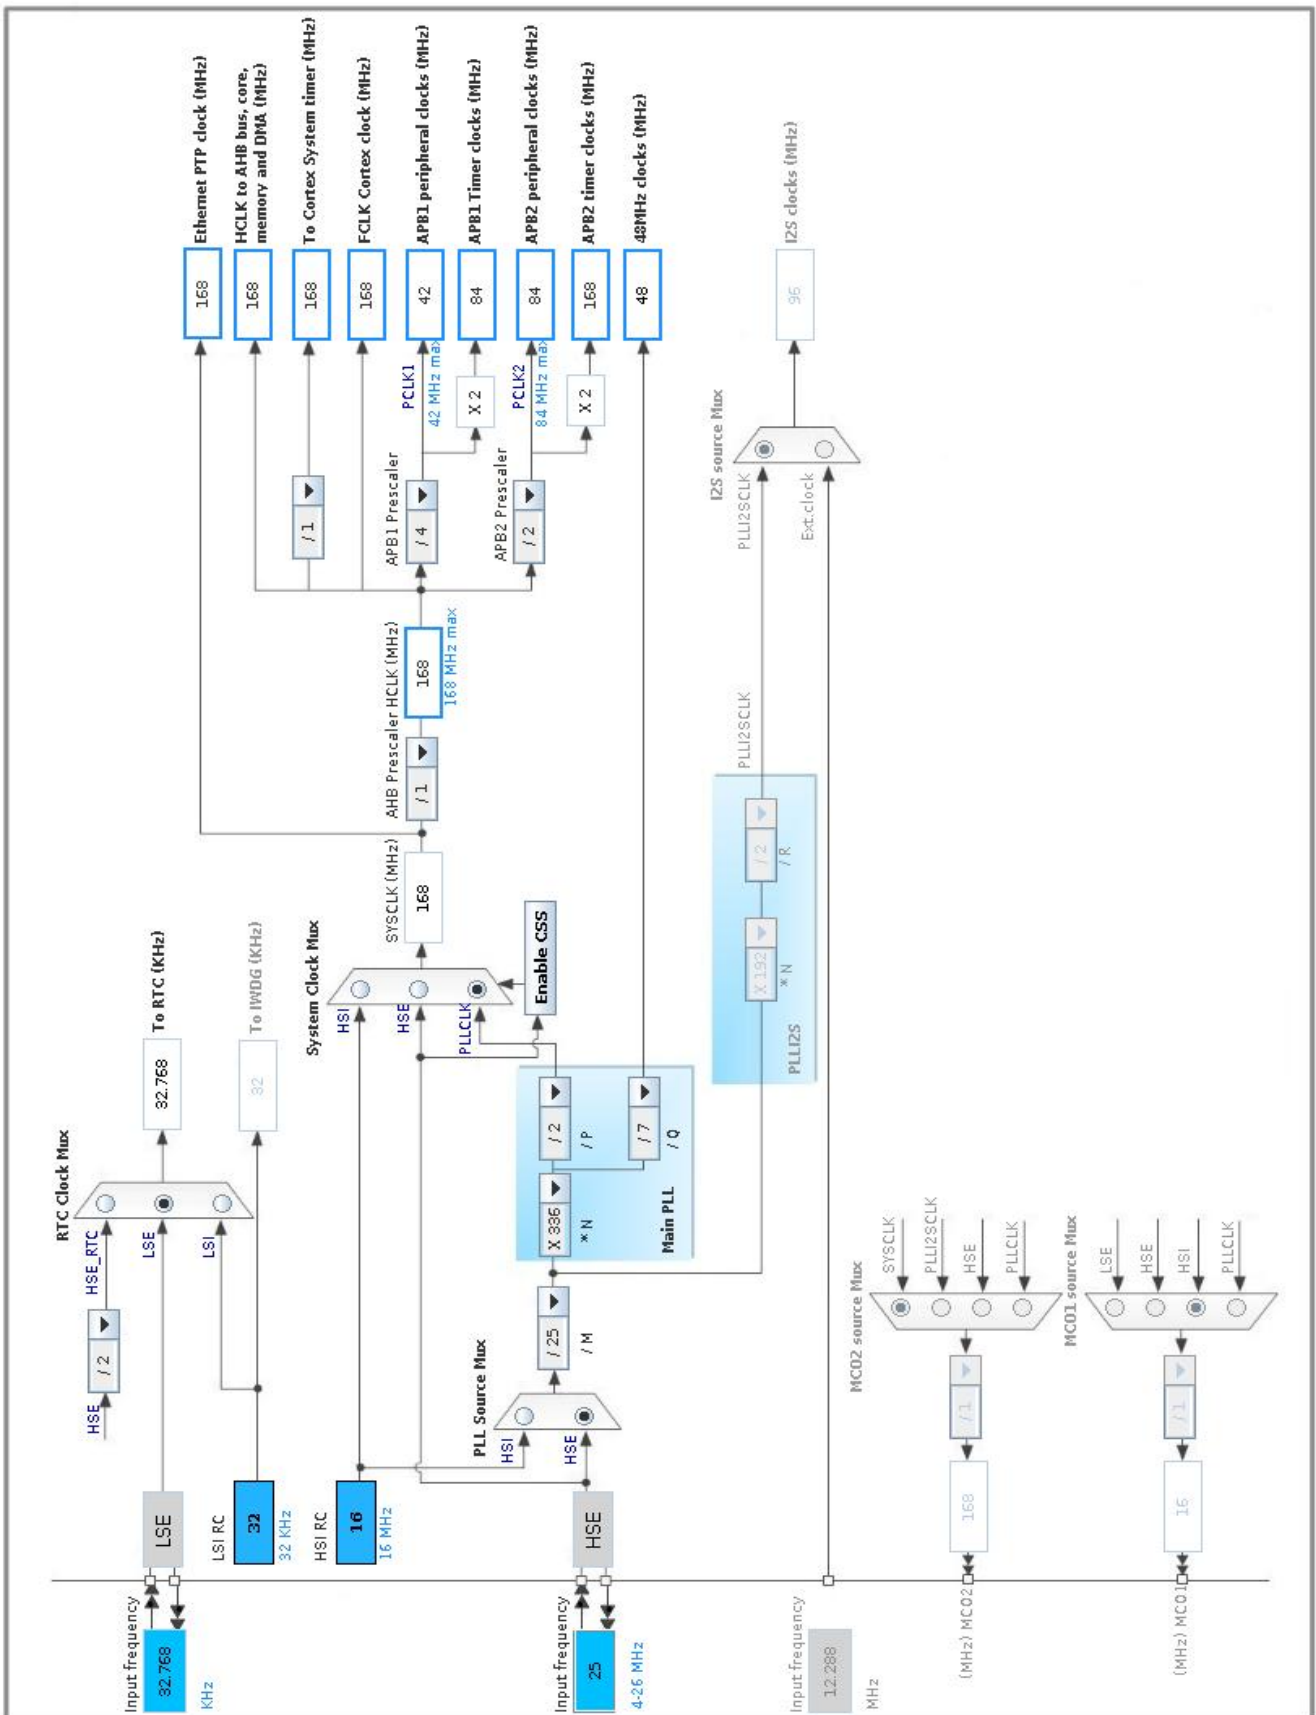 Input frequency
32.768
KHz
LSE
LSI RC
32
32 KHz
HSI RC
16
16 MHz
Input frequency
25
4-26 MHz
HSE
Input frequency
12.288
MHz
HSE
/ 2
HSE_RTC
LSE
LSI
RTC Clock Mux
32.768
To RTC (KHz)
32
To IWDG (KHz)
PLL Source Mux
HSI
HSE
/ 25
/ M
Main PLL
X 336
* N
/ 2
/ P
/ 7
/ Q
System Clock Mux
HSI
HSE
PLLCLK
Enable CSS
SYSCLK (MHz)
168
AHB Prescaler
/ 1
HCLK (MHz)
168
168 MHz max
/ 1
APB1 Prescaler
/ 4
PCLK1
42 MHz max
X 2
APB2 Prescaler
/ 2
PCLK2
84 MHz max
X 2
168
Ethernet PTP clock (MHz)
168
HCLK to AHB bus, core,
memory and DMA (MHz)
168
To Cortex System timer (MHz)
168
FCLK Cortex clock (MHz)
42
APB1 peripheral clocks (MHz)
84
APB1 Timer clocks (MHz)
84
APB2 peripheral clocks (MHz)
168
APB2 timer clocks (MHz)
48
48MHz clocks (MHz)
PLLI2S
X 192
* N
/ 2
/ R
PLLI2SCLK
PLLI2SCLK
Ext.clock
I2S source Mux
96
I2S clocks (MHz)
MCO2 source Mux
SYSCLK
PLLI2SCLK
HSE
PLLCLK
/ 1
168
(MHz) MCO2
MCO1 source Mux
LSE
HSE
HSI
PLLCLK
/ 1
16
(MHz) MCO1